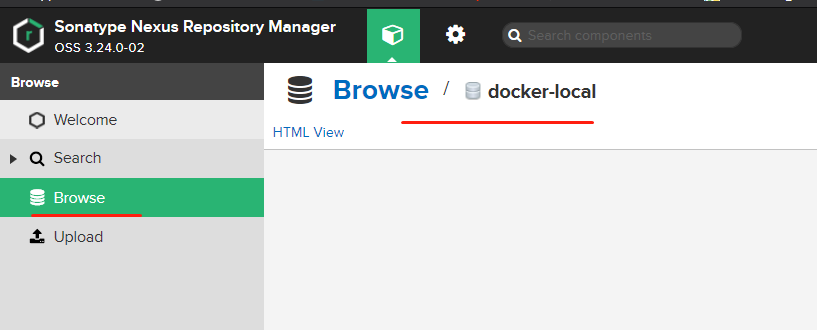 Sonatype Nexus Repository Manager
OSS 3.24.0-02
Search components
Browse
Welcome
Search
Browse
Upload
Browse / docker-local
HTML View